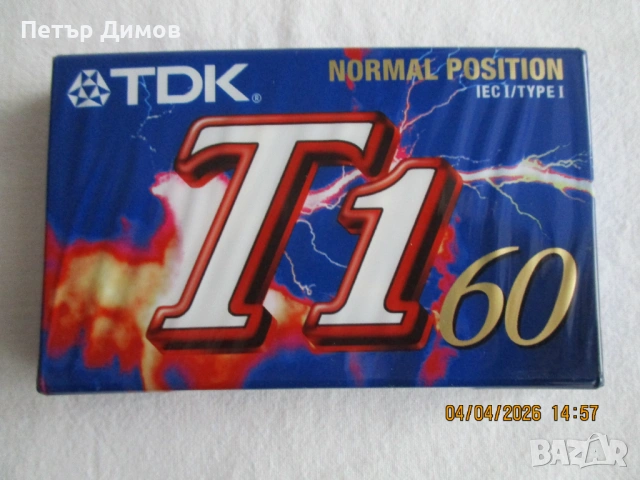 Петър Димов
TDK®
NORMAL POSITION
IEC I/TYPE I
T1
60
04/04/2026 14:57
BAZAR